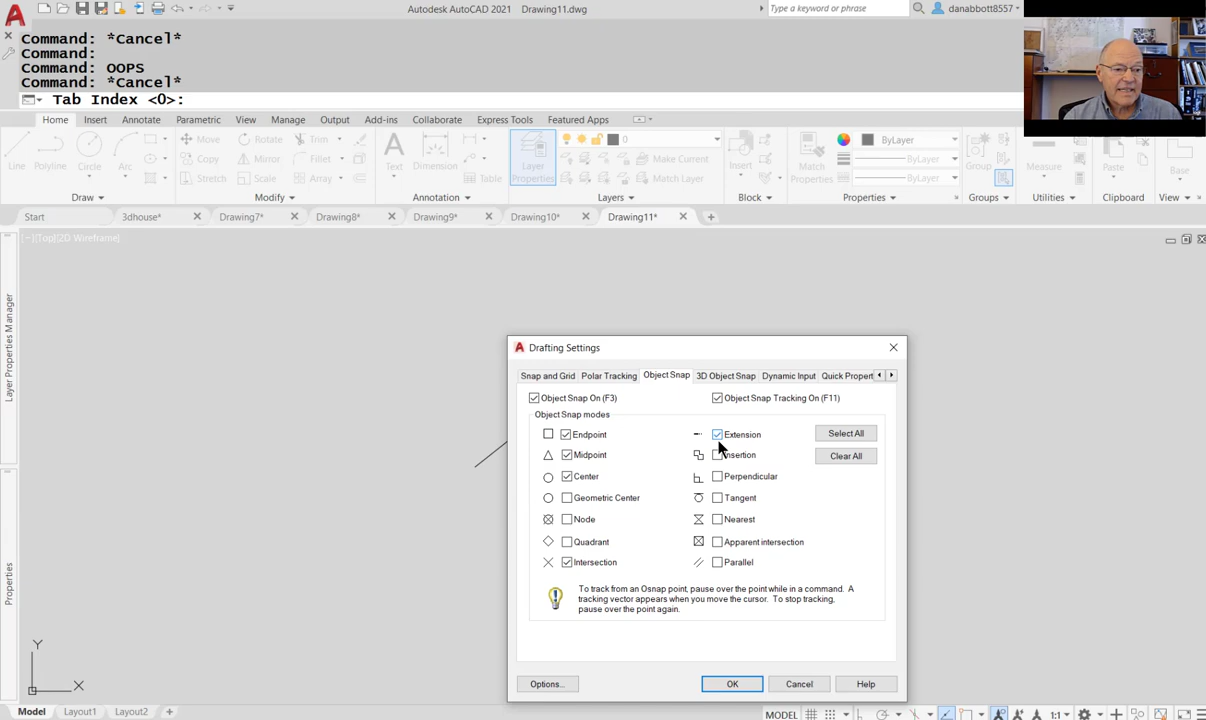 Autodesk AutoCAD 2021 Drawing11.dwg
Type a keyword or phrase
danabbott8557
Command: *Cancel*
Command:
Command: OOPS
Command: *Cancel*
Tab Index <0>:
Home Insert Annotate Parametric View Manage Output Add-ins Collaborate Express Tools Featured Apps
Line Polyline Circle Arc
Move Rotate Trim
Copy Mirror Fillet
Stretch Scale Array
Text Dimension Table
Layer Properties
0
Make Current
Match Layer
Insert
Match Properties
ByLayer
ByLayer
ByLayer
Group Measure Paste Base
Draw Modify Annotation Layers Block Properties Groups Utilities Clipboard View
Start 3dhouse* Drawing7* Drawing8* Drawing9* Drawing10* Drawing11*
[−][Top][2D Wireframe]
Layer Properties Manager
Properties
Drafting Settings
Snap and Grid Polar Tracking Object Snap 3D Object Snap Dynamic Input Quick Propert
Object Snap On (F3) Object Snap Tracking On (F11)
Object Snap modes
Endpoint Extension Select All
Midpoint Insertion Clear All
Center Perpendicular
Geometric Center Tangent
Node Nearest
Quadrant Apparent intersection
Intersection Parallel
To track from an Osnap point, pause over the point while in a command. A
tracking vector appears when you move the cursor. To stop tracking,
pause over the point again.
Options... OK Cancel Help
Y
X
Model Layout1 Layout2
MODEL 1:1